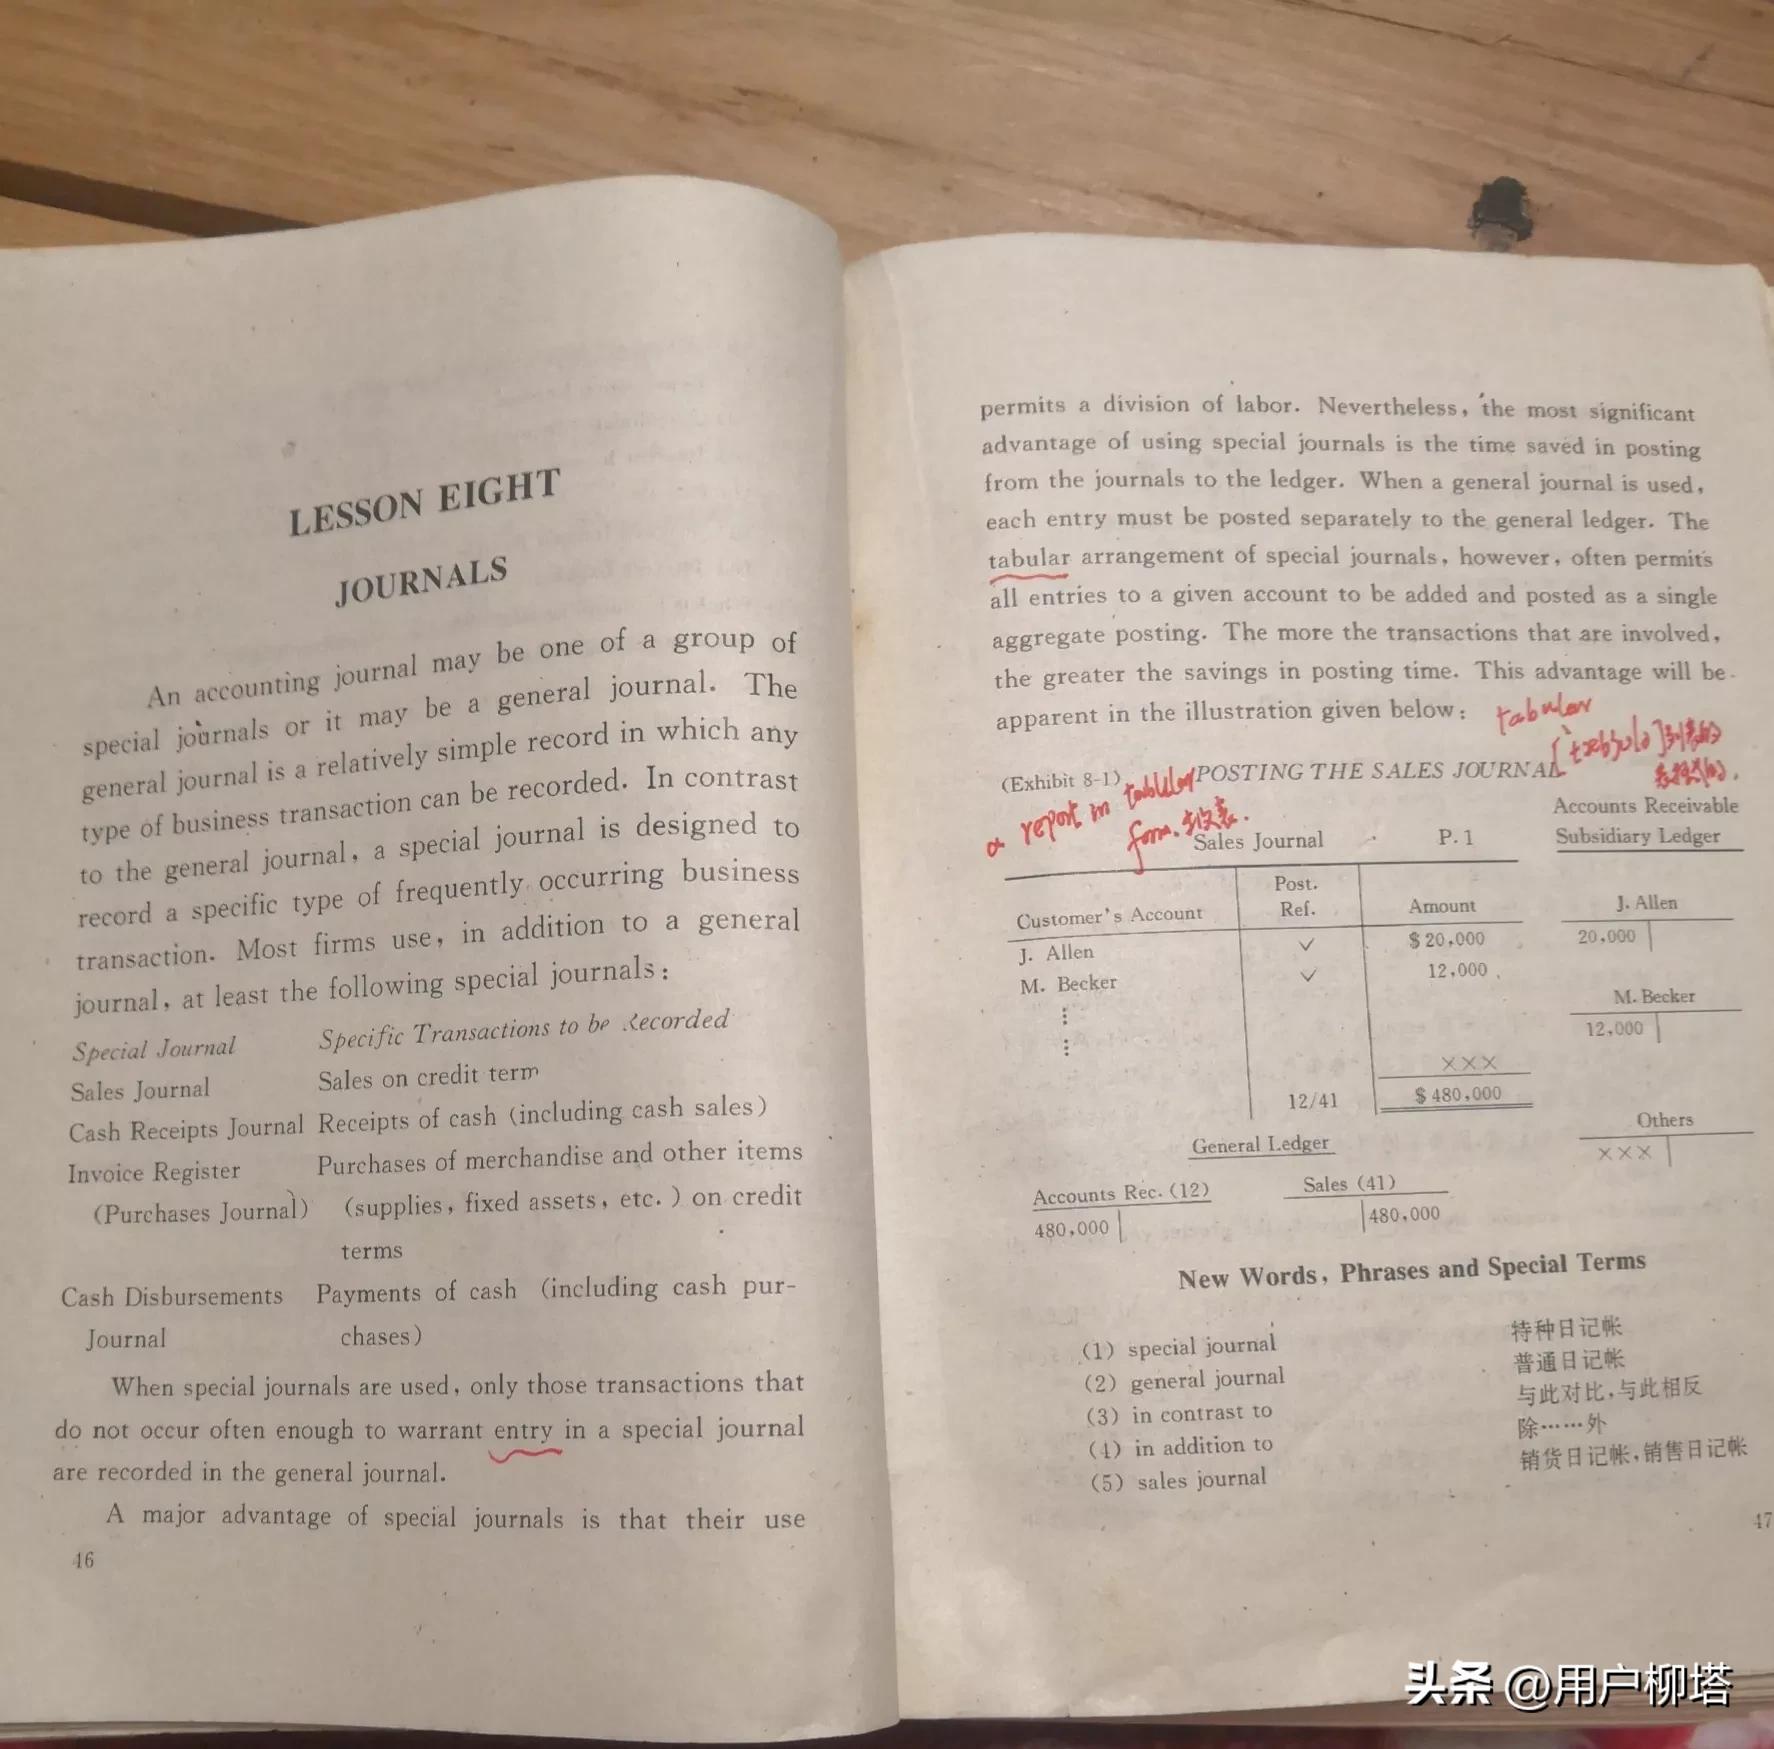 LESSON EIGHT
JOURNALS
An accounting journal may be one of a group of
special journals or it may be a general journal. The
general journal is a relatively simple record in which any
type of business transaction can be recorded. In contrast
to the general journal, a special journal is designed to
record a specific type of frequently occurring business
transaction. Most firms use, in addition to a general
journal, at least the following special journals:
Special Journal Specific Transactions to be Recorded
Sales Journal Sales on credit term
Cash Receipts Journal Receipts of cash (including cash sales)
Invoice Register Purchases of merchandise and other items
(Purchases Journal) (supplies, fixed assets, etc.) on credit
terms
Cash Disbursements Payments of cash (including cash pur-
Journal chases)
When special journals are used, only those transactions that
do not occur often enough to warrant entry in a special journal
are recorded in the general journal.
A major advantage of special journals is that their use
46
permits a division of labor. Nevertheless, the most significant
advantage of using special journals is the time saved in posting
from the journals to the ledger. When a general journal is used,
each entry must be posted separately to the general ledger. The
tabular arrangement of special journals, however, often permits
all entries to a given account to be added and posted as a single
aggregate posting. The more the transactions that are involved,
the greater the savings in posting time. This advantage will be
apparent in the illustration given below:
tabular
列表的
(Exhibit 8-1) POSTING THE SALES JOURNAL
a report in
form.
Accounts Receivable
Sales Journal P.1 Subsidiary Ledger
Customer's Account Post. Ref. Amount
J. Allen
J. Allen ✓ $20,000
20,000
M. Becker ✓ 12,000
M. Becker
12,000
⋮
⋮
×××
12/41 $480,000
Others
×××
General Ledger
Accounts Rec. (12) Sales (41)
480,000 480,000
New Words, Phrases and Special Terms
(1) special journal 特种日记帐
(2) general journal 普通日记帐
(3) in contrast to 与此对比,与此相反
(4) in addition to 除……外
(5) sales journal 销货日记帐,销售日记帐
47
头条 @用户柳塔